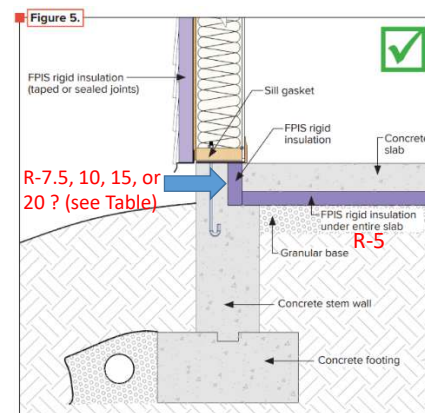 Figure 5.
FPIS rigid insulation
(taped or sealed joints)
Sill gasket
FPIS rigid
insulation
Concrete
slab
R-7.5, 10, 15, or
20 ? (see Table)
FPIS rigid insulation
under entire slab
R-5
Granular base
Concrete stem wall
Concrete footing